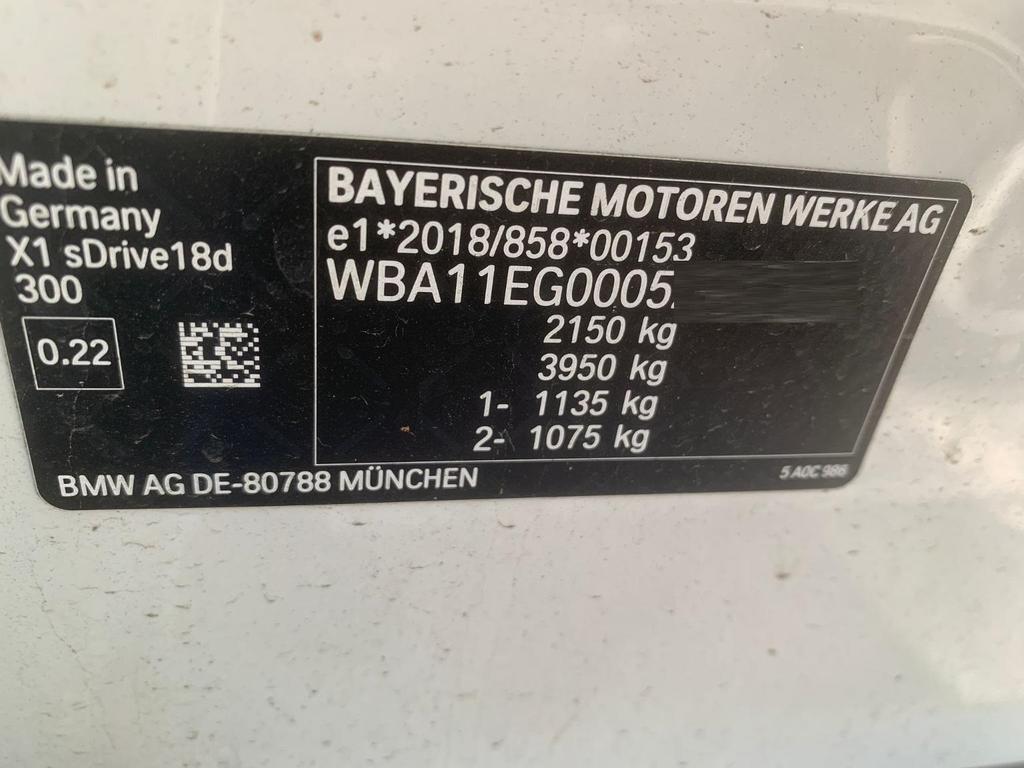 Made in
Germany
X1 sDrive18d
300
0.22
BAYERISCHE MOTOREN WERKE AG
e1*2018/858*00153
WBA11EG0005
2150 kg
3950 kg
1- 1135 kg
2- 1075 kg
BMW AG DE-80788 MÜNCHEN
5 A0C 986